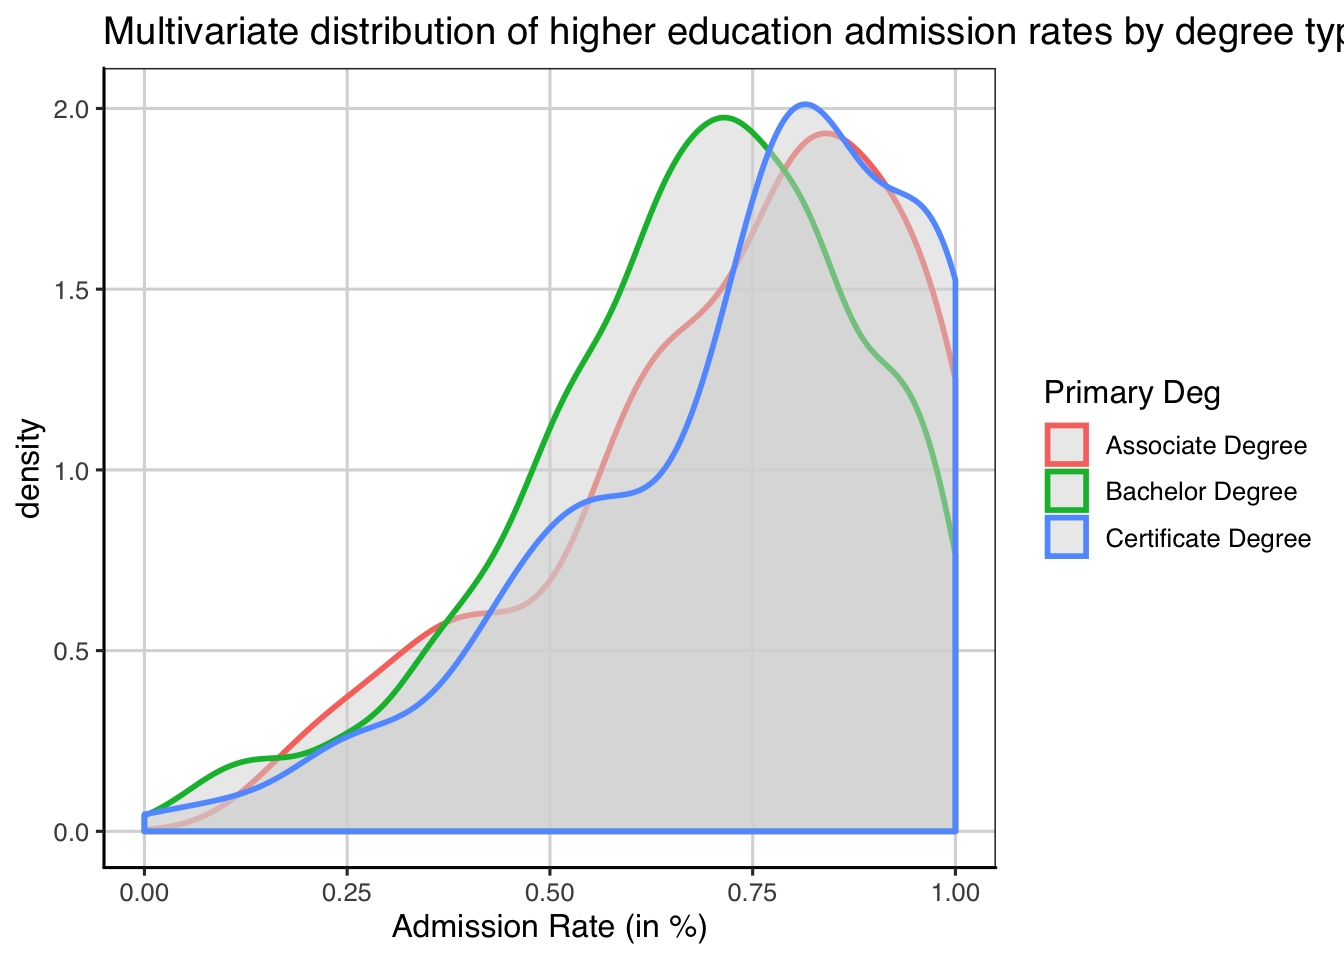 Multivariate distribution of higher education admission rates by degree typ
2.0
1.5
1.0
0.5
0.0
density
0.00 0.25 0.50 0.75 1.00
Admission Rate (in %)
Primary Deg
Associate Degree
Bachelor Degree
Certificate Degree